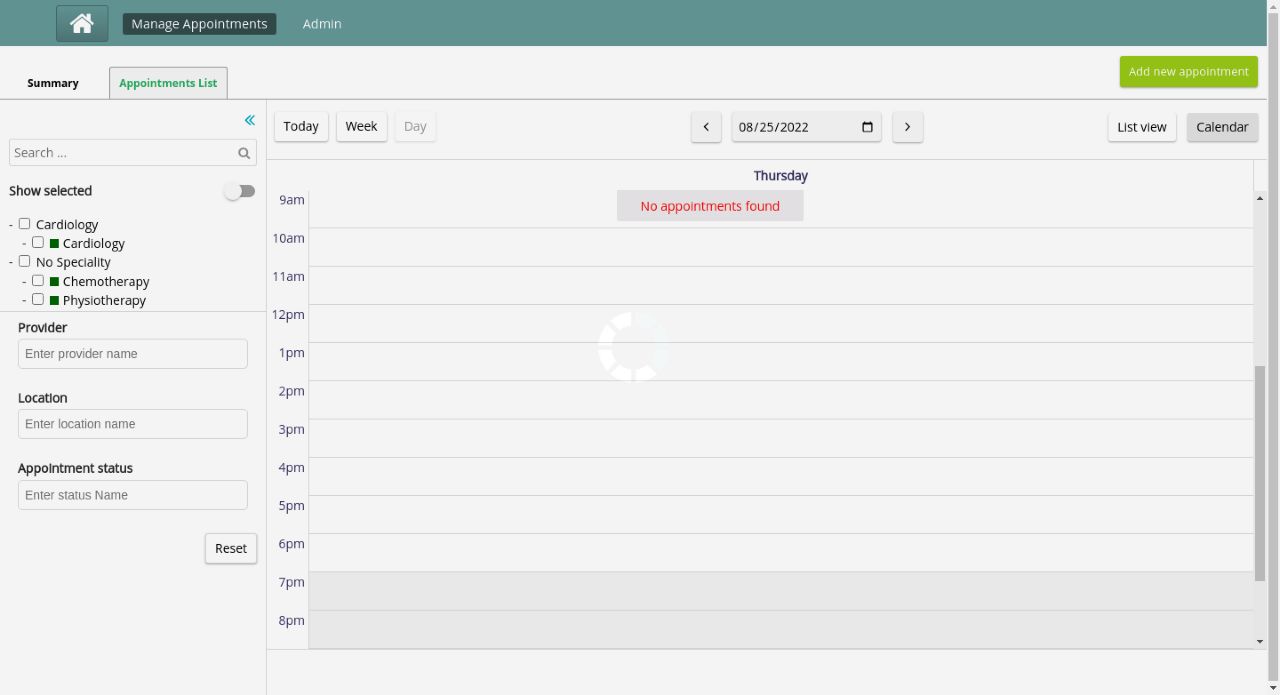 Manage Appointments Admin
Summary Appointments List Add new appointment
Today Week Day 08/25/2022 List view Calendar
Search ...
Show selected
- Cardiology
- Cardiology
- No Speciality
- Chemotherapy
- Physiotherapy
Provider
Enter provider name
Location
Enter location name
Appointment status
Enter status Name
Reset
Thursday
No appointments found
9am
10am
11am
12pm
1pm
2pm
3pm
4pm
5pm
6pm
7pm
8pm